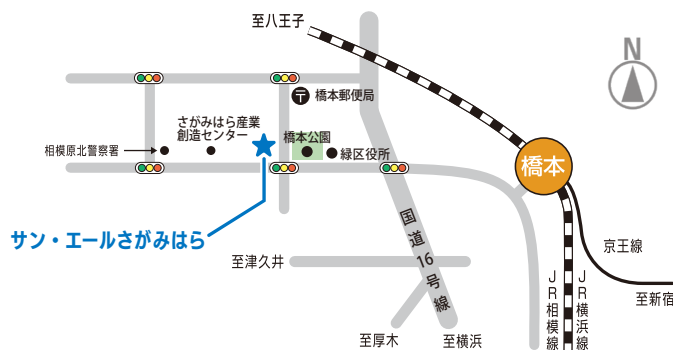 至八王子
N
〒
橋本郵便局
さがみはら産業
創造センター
橋本公園
相模原北警察署
緑区役所
橋本
サン・エールさがみはら
国道16号線
京王線
至津久井
JR相模線
JR横浜線
至新宿
至厚木
至横浜